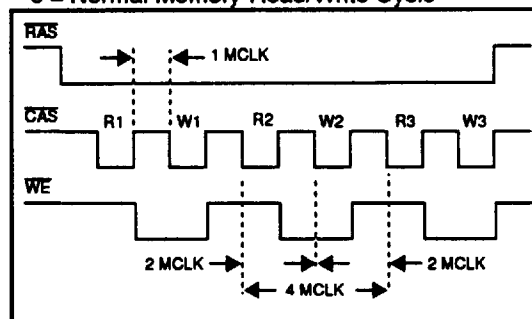 0 = Normal Memory Read/Write Cycle
RAS
1 MCLK
CAS
R1 W1 R2 W2 R3 W3
WE
2 MCLK 2 MCLK
4 MCLK